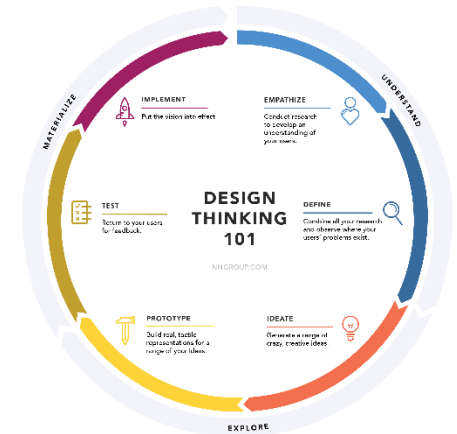 DESIGN
THINKING
101
NNGROUP.COM
UNDERSTAND
EMPATHIZE
Conduct research
to develop an
understanding of
your users.
DEFINE
Combine all your research
and observe where your
users' problems exist.
EXPLORE
IDEATE
Generate a range of
crazy, creative ideas.
PROTOTYPE
Build real, tactile
representations for a
range of your ideas.
MATERIALIZE
TEST
Return to your users
for feedback.
IMPLEMENT
Put the vision into effect.